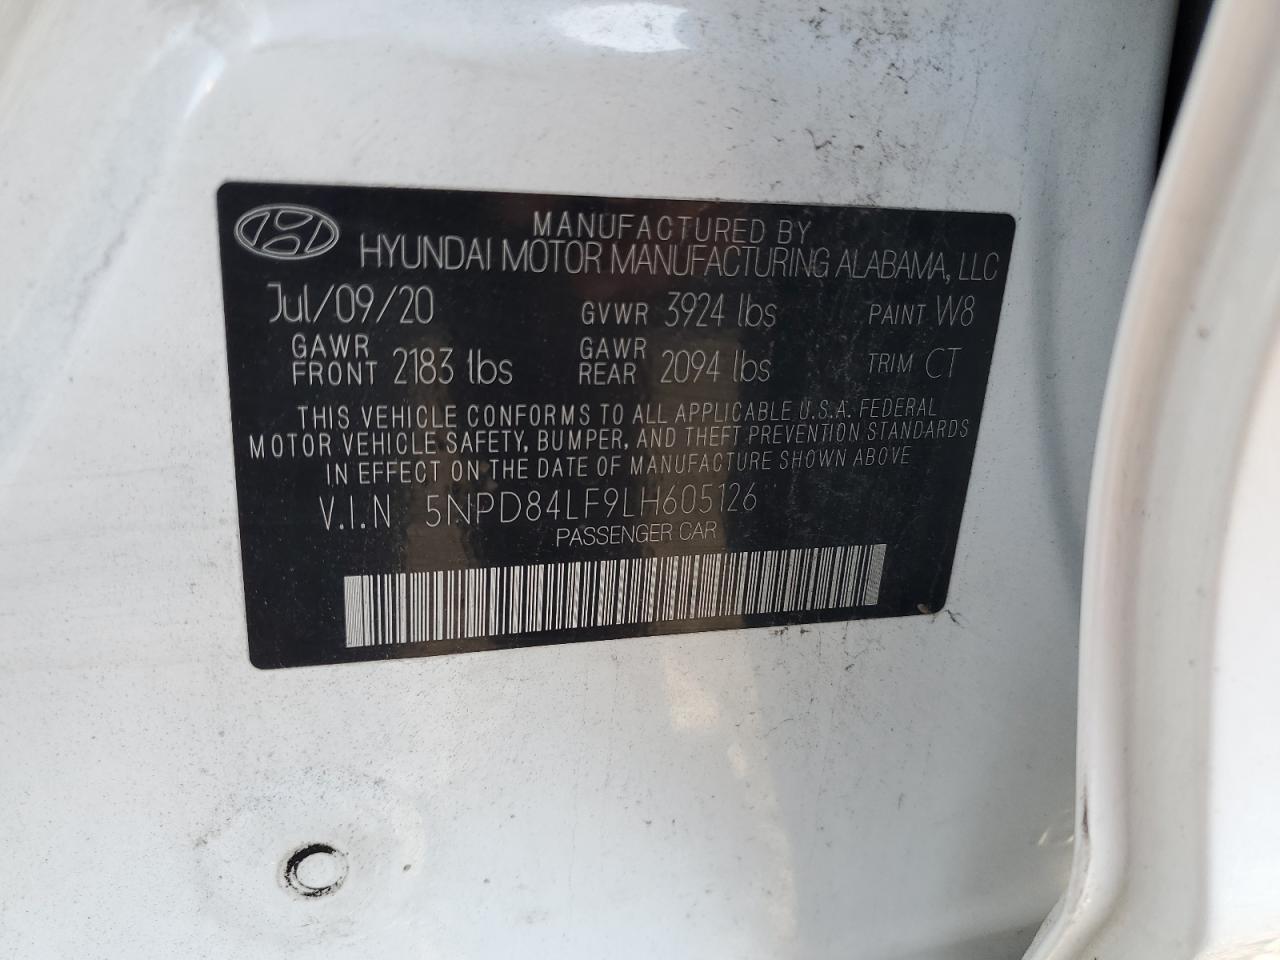 MANUFACTURED BY
HYUNDAI MOTOR MANUFACTURING ALABAMA, LLC
Jul/09/20 GVWR 3924 lbs PAINT W8
GAWR FRONT 2183 lbs GAWR REAR 2094 lbs TRIM CT
THIS VEHICLE CONFORMS TO ALL APPLICABLE U.S.A. FEDERAL
MOTOR VEHICLE SAFETY, BUMPER, AND THEFT PREVENTION STANDARDS
IN EFFECT ON THE DATE OF MANUFACTURE SHOWN ABOVE
V.I.N 5NPD84LF9LH605126
PASSENGER CAR